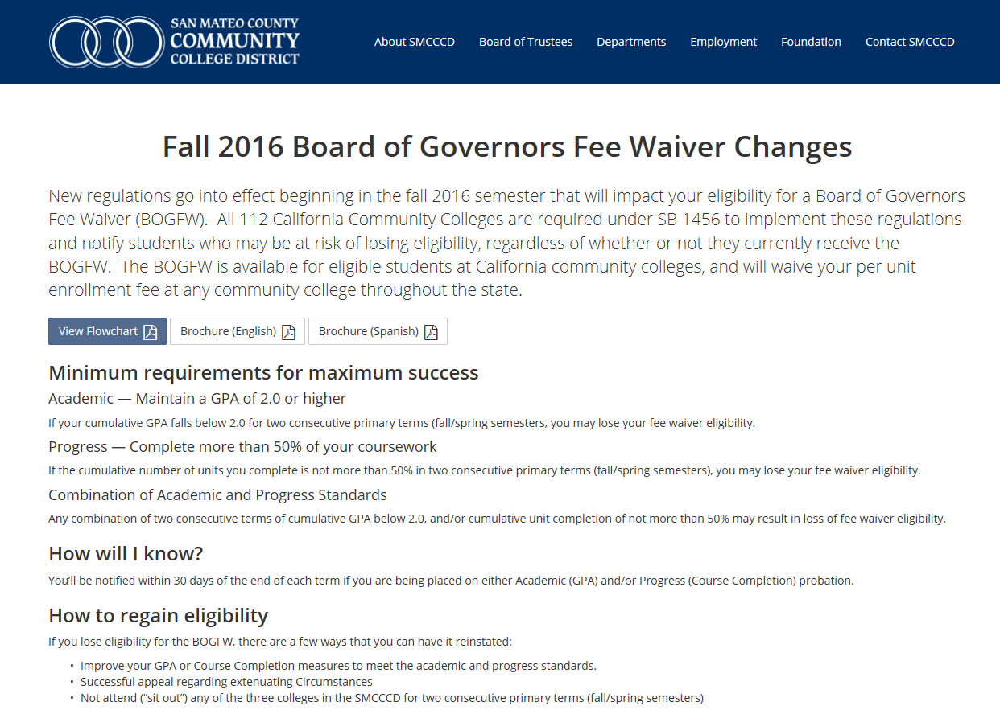 SAN MATEO COUNTY
COMMUNITY
COLLEGE DISTRICT
About SMCCCD Board of Trustees Departments Employment Foundation Contact SMCCCD
Fall 2016 Board of Governors Fee Waiver Changes
New regulations go into effect beginning in the fall 2016 semester that will impact your eligibility for a Board of Governors
Fee Waiver (BOGFW).  All 112 California Community Colleges are required under SB 1456 to implement these regulations
and notify students who may be at risk of losing eligibility, regardless of whether or not they currently receive the
BOGFW.  The BOGFW is available for eligible students at California community colleges, and will waive your per unit
enrollment fee at any community college throughout the state.
View Flowchart Brochure (English) Brochure (Spanish)
Minimum requirements for maximum success
Academic — Maintain a GPA of 2.0 or higher
If your cumulative GPA falls below 2.0 for two consecutive primary terms (fall/spring semesters, you may lose your fee waiver eligibility.
Progress — Complete more than 50% of your coursework
If the cumulative number of units you complete is not more than 50% in two consecutive primary terms (fall/spring semesters), you may lose your fee waiver eligibility.
Combination of Academic and Progress Standards
Any combination of two consecutive terms of cumulative GPA below 2.0, and/or cumulative unit completion of not more than 50% may result in loss of fee waiver eligibility.
How will I know?
You’ll be notified within 30 days of the end of each term if you are being placed on either Academic (GPA) and/or Progress (Course Completion) probation.
How to regain eligibility
If you lose eligibility for the BOGFW, there are a few ways that you can have it reinstated:
• Improve your GPA or Course Completion measures to meet the academic and progress standards.
• Successful appeal regarding extenuating Circumstances
• Not attend (“sit out”) any of the three colleges in the SMCCCD for two consecutive primary terms (fall/spring semesters)